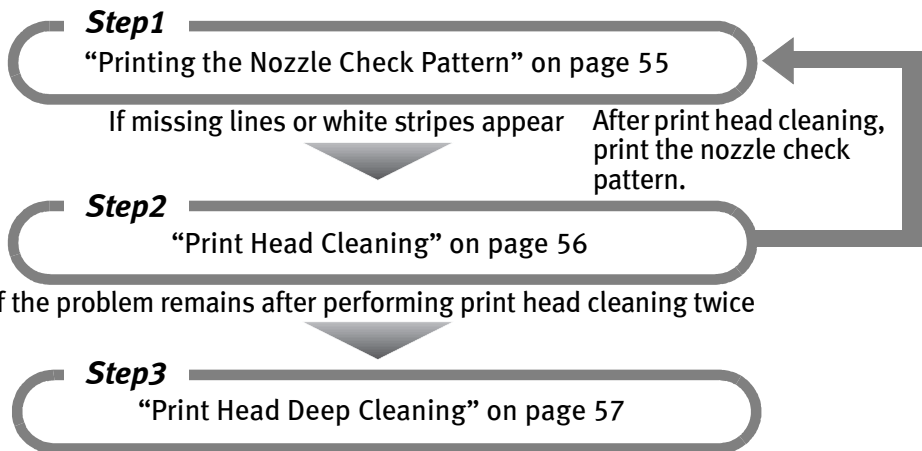 Step1
“Printing the Nozzle Check Pattern” on page 55
If missing lines or white stripes appear
After print head cleaning,
print the nozzle check
pattern.
Step2
“Print Head Cleaning” on page 56
f the problem remains after performing print head cleaning twice
Step3
“Print Head Deep Cleaning” on page 57